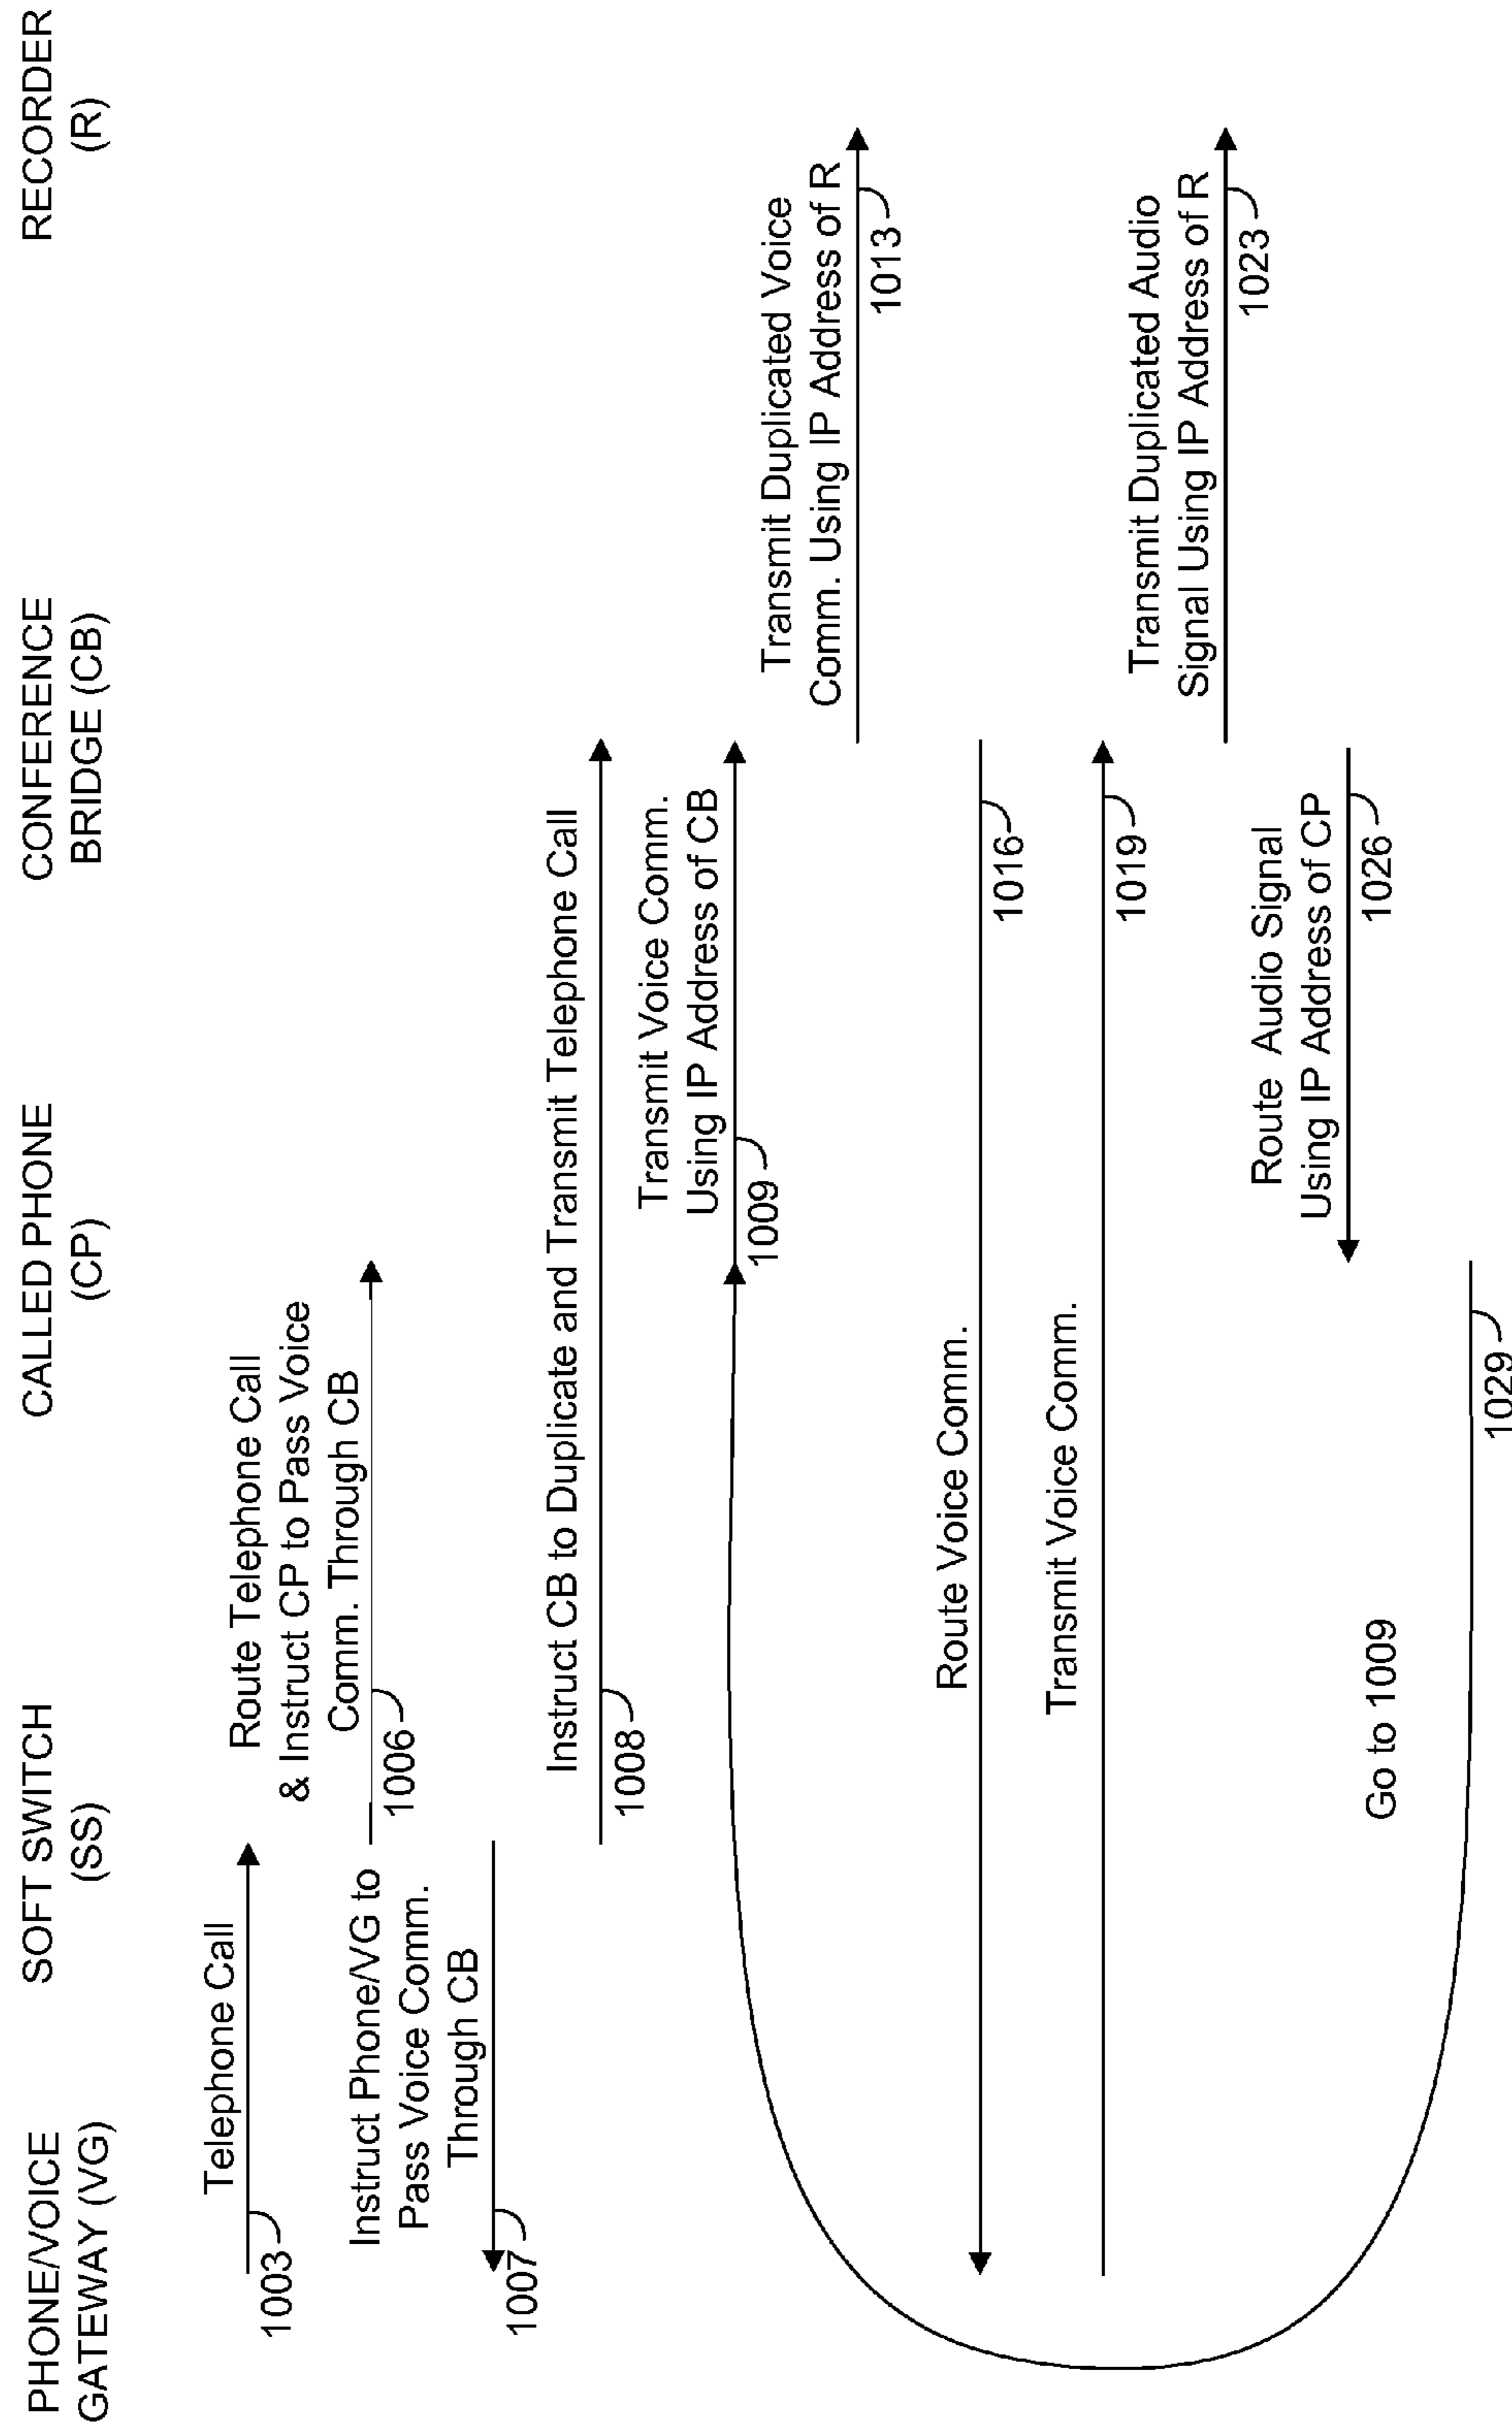 PHONE/VOICE
GATEWAY (VG)
SOFT SWITCH
(SS)
CALLED PHONE
(CP)
CONFERENCE
BRIDGE (CB)
RECORDER
(R)
Telephone Call
1003
Route Telephone Call
& Instruct CP to Pass Voice
Comm. Through CB
1006
Instruct Phone/VG to
Pass Voice Comm.
Through CB
1007
Instruct CB to Duplicate and Transmit Telephone Call
1008
Transmit Voice Comm.
Using IP Address of CB
1009
Transmit Duplicated Voice
Comm. Using IP Address of R
1013
Route Voice Comm.
1016
Transmit Voice Comm.
1019
Transmit Duplicated Audio
Signal Using IP Address of R
1023
Route Audio Signal
Using IP Address of CP
1026
Go to 1009
1029